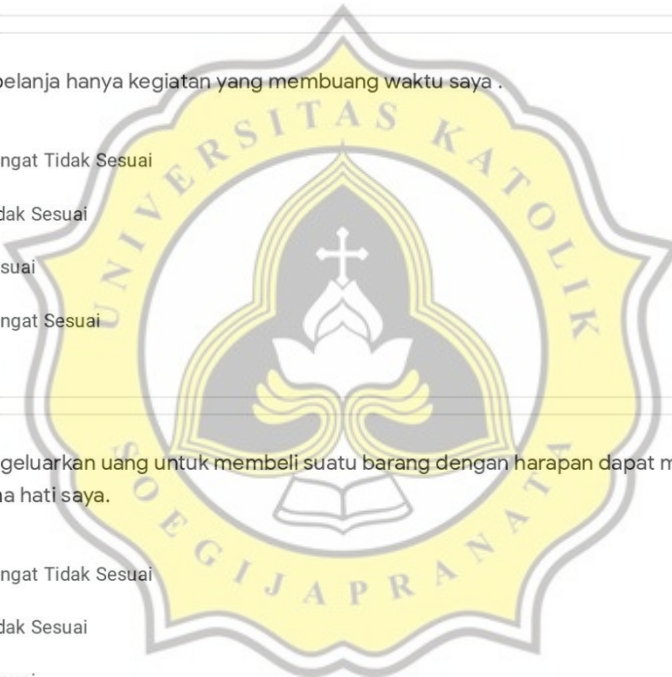 belanja hanya kegiatan yang membuang waktu saya .
ngat Tidak Sesuai
dak Sesuai
suai
ngat Sesuai
UNIVERSITAS KATOLIK
geluarkan uang untuk membeli suatu barang dengan harapan dapat m
na hati saya.
SOEGIJAPRANATA
ngat Tidak Sesuai
dak Sesuai